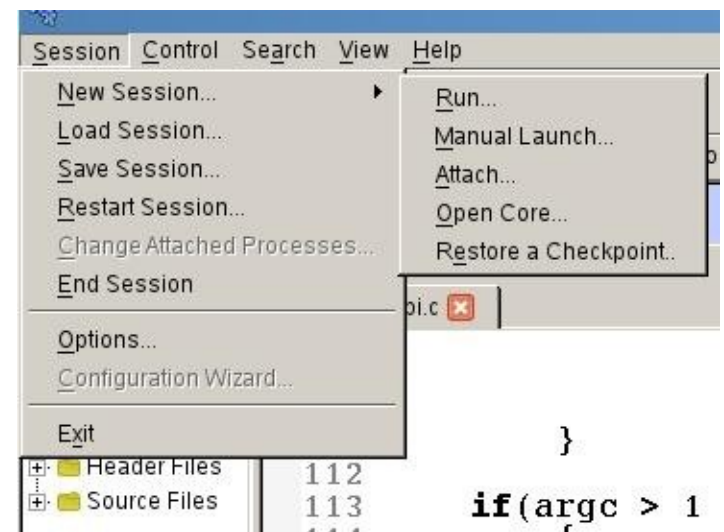 Session Control Search View Help
New Session...
Load Session...
Save Session...
Restart Session...
Change Attached Processes...
End Session
Options...
Configuration Wizard...
Exit
Run...
Manual Launch...
Attach...
Open Core...
Restore a Checkpoint..
pi.c
Header Files
Source Files
}
112
113 if(argc > 1